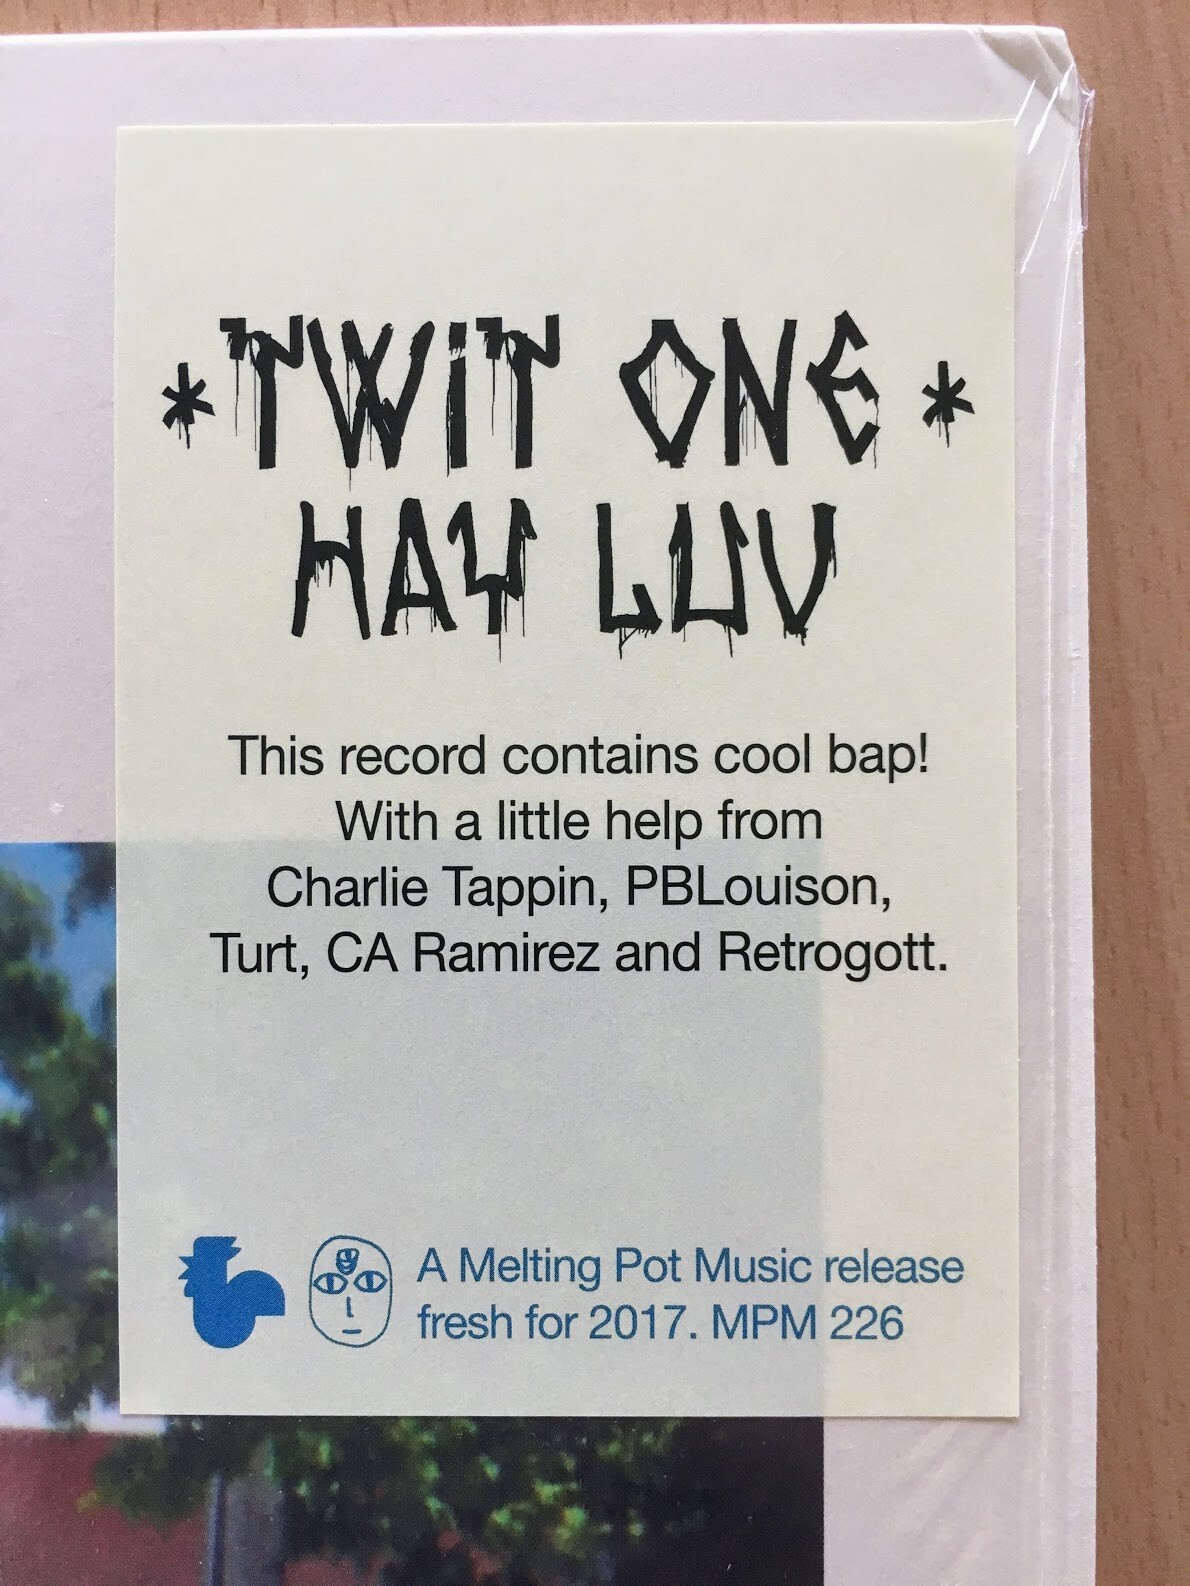 *TWiT ONE*
HAY LUV
This record contains cool bap!
With a little help from
Charlie Tappin, PBLouison,
Turt, CA Ramirez and Retrogott.
A Melting Pot Music release
fresh for 2017. MPM 226